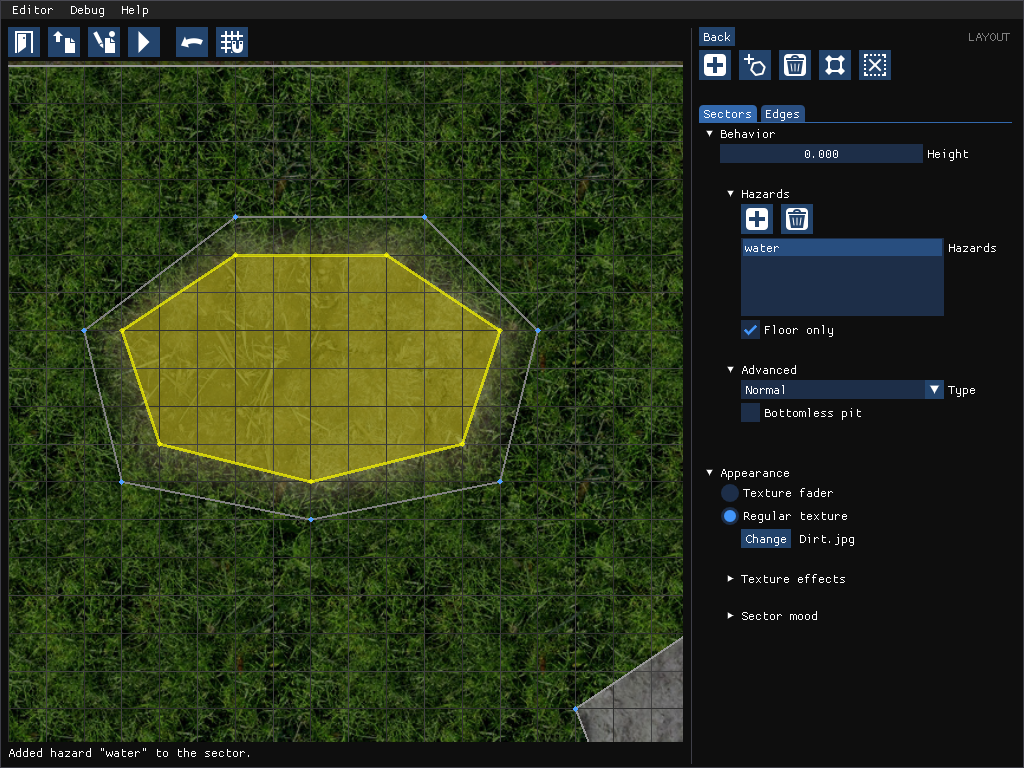 Editor Debug Help
Back LAYOUT
Sectors Edges
Behavior
0.000 Height
Hazards
water Hazards
Floor only
Advanced
Normal Type
Bottomless pit
Appearance
Texture fader
Regular texture
Change Dirt.jpg
Texture effects
Sector mood
Added hazard "water" to the sector.